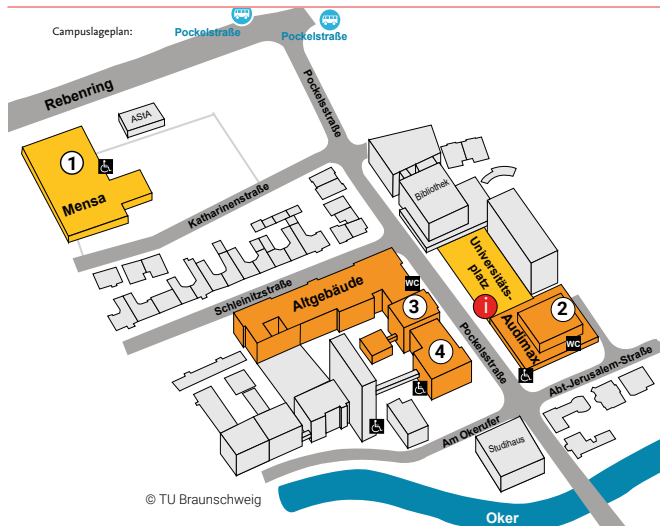 Campuslageplan:
Pockelstraße
Pockelstraße
Rebenring
AStA
Pockelsstraße
1
Mensa
Katharinenstraße
Bibliothek
Universitäts-
platz
Schleinitzstraße
Altgebäude
WC
3
i
2
Audimax
WC
4
Pockelsstraße
Abt-Jerusalem-Straße
Am Okerufer
Studihaus
© TU Braunschweig
Oker